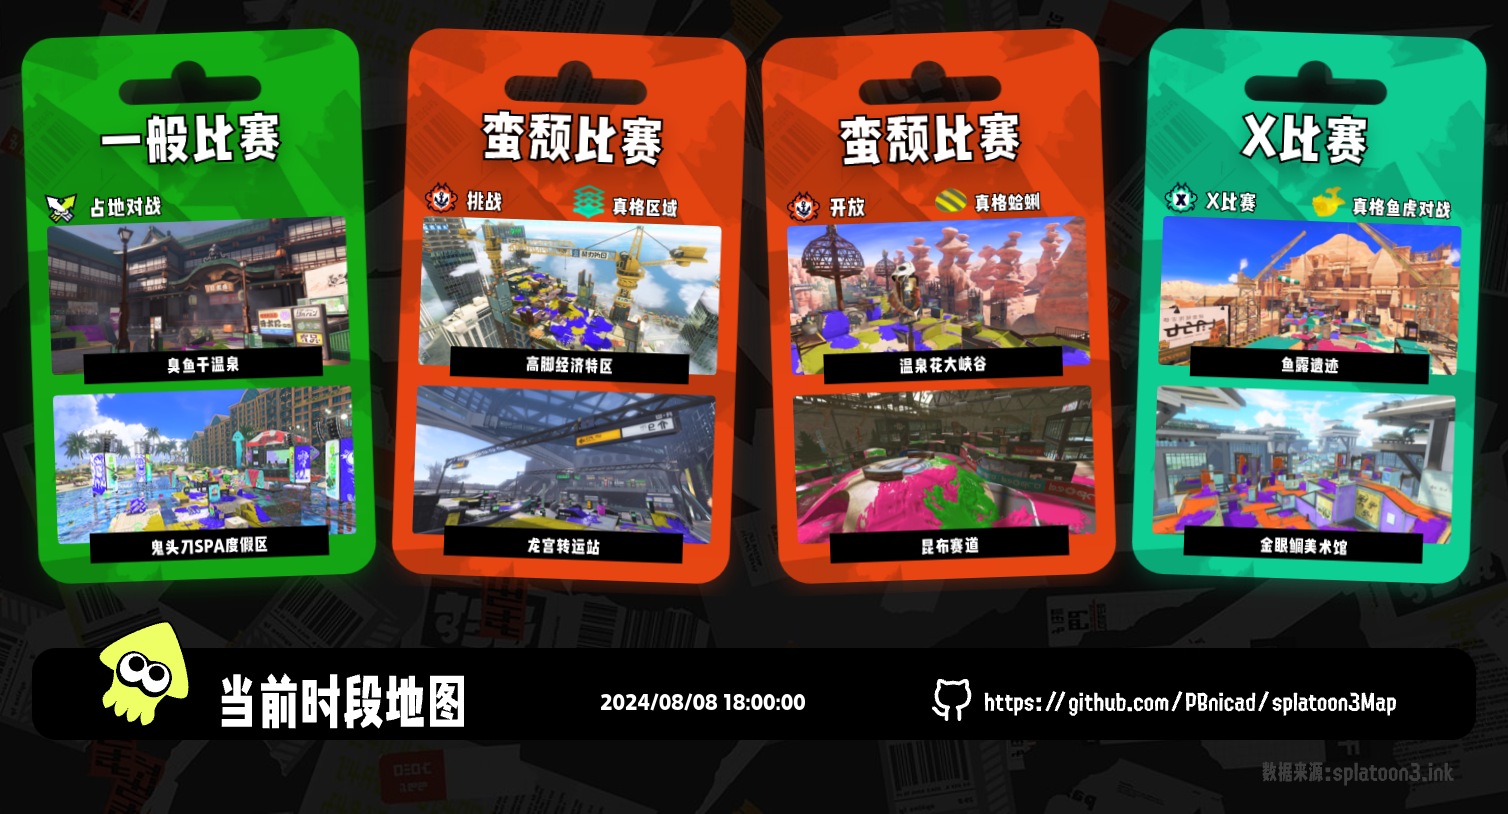 一般比赛
占地对战
臭鱼干温泉
鬼头刀SPA度假区
蛮颓比赛
挑战
真格区域
高脚经济特区
龙宫转运站
蛮颓比赛
开放
真格蛤蜊
温泉花大峡谷
昆布赛道
X比赛
X比赛
真格鱼虎对战
鱼露遗迹
金眼鲷美术馆
当前时段地图
2024/08/08 18:00:00
https://github.com/PBnicad/splatoon3Map
数据来源:splatoon3.ink